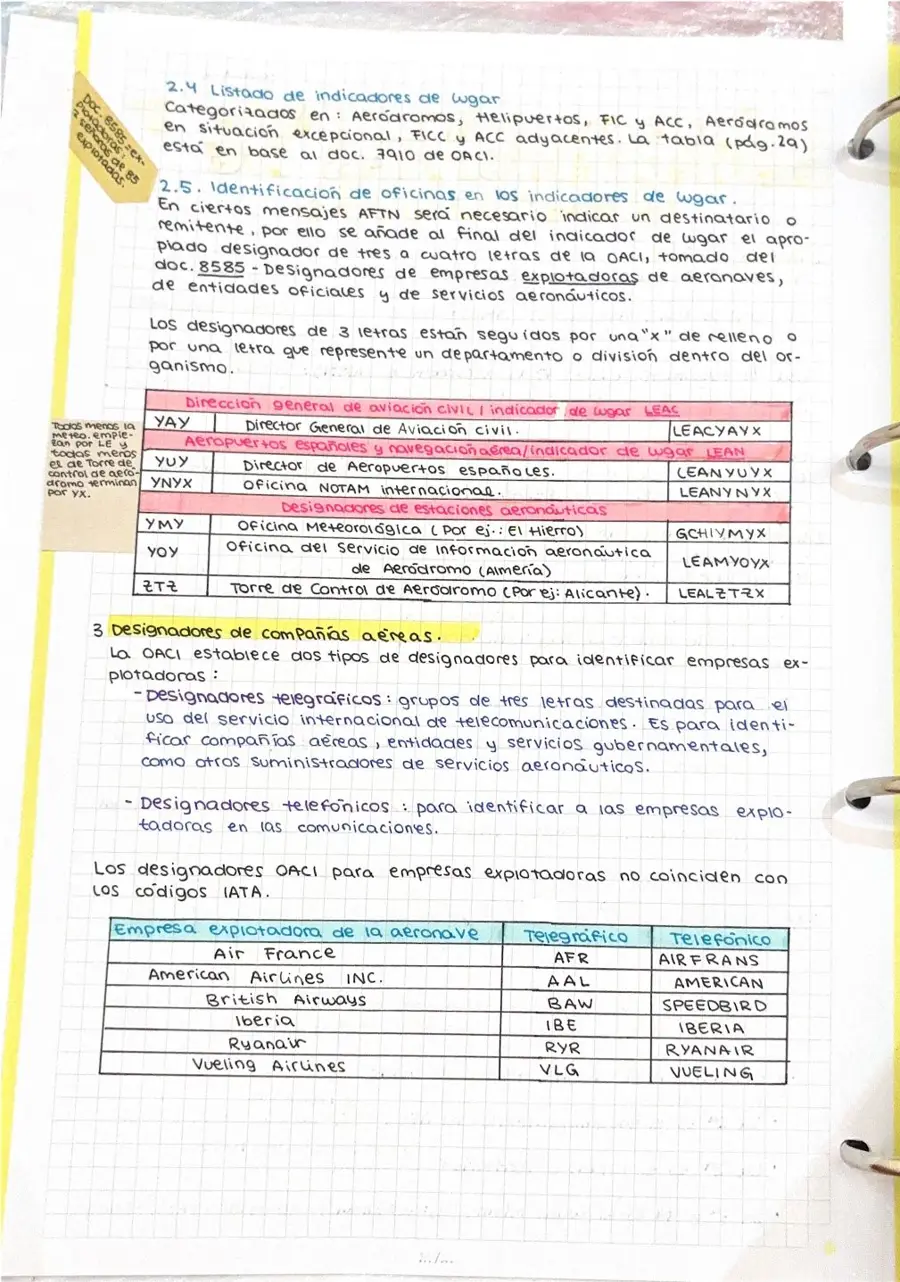 2.4 Listado de indicadores de lugar
Categorizados en: Aeródromos, Helipuertos, FIC y ACC, Aeródromos
en situación excepcional, FICC y ACC adyacentes. La tabla (pág.29)
está en base al doc. 7910 de OACI.
Doc. 8585 = ex-
plotadoras;
2 señoras de 85
explotadas.
2.5. Identificación de oficinas en los indicadores de lugar.
En ciertos mensajes AFTN será necesario indicar un destinatario o
remitente, por ello se añade al final del indicador de lugar el apro-
piado designador de tres a cuatro letras de la OACI, tomado del
doc. 8585 - Designadores de empresas explotadoras de aeranaves,
de entidades oficiales y de servicios aeronáuticos.
Los designadores de 3 letras están seguidos por una "x" de relleno o
por una letra que represente un departamento o división dentro del or-
ganismo.
Dirección general de aviación civil / indicador de lugar LEAC
YAY Director General de Aviación civil. LEACYAYX
Aeropuertos españoles y navegación aérea/indicador de lugar LEAN
YUY Director de Aeropuertos españoles. LEANYUYX
YNYX Oficina NOTAM internacional. LEANYNYX
Designadores de estaciones aeronáuticas
YMY Oficina Meteorológica (Por ej.: El Hierro) GCHIYMYX
YOY Oficina del Servicio de Información aeronáutica
de Aeródromo (Almería) LEAMYOYX
ZTZ Torre de Control de Aeródromo (Por ej: Alicante). LEALZTZX
Todos menos la
meteo. empie-
zan por LE y
todos menos
el de Torre de
control de aeró-
dromo terminan
por YX.
3 Designadores de compañías aéreas.
La OACI establece dos tipos de designadores para identificar empresas ex-
plotadoras:
- Designadores telegráficos: grupos de tres letras destinadas para el
uso del servicio internacional de telecomunicaciones. Es para identi-
ficar compañías aéreas, entidades y servicios gubernamentales,
como otros suministradores de servicios aeronáuticos.
- Designadores telefónicos: para identificar a las empresas explo-
tadoras en las comunicaciones.
Los designadores OACI para empresas explotadoras no coinciden con
los códigos IATA.
Empresa explotadora de la aeronave Telegráfico Telefónico
Air France AFR AIRFRANS
American Airlines INC. AAL AMERICAN
British Airways BAW SPEEDBIRD
Iberia IBE IBERIA
Ryanair RYR RYANAIR
Vueling Airlines VLG VUELING